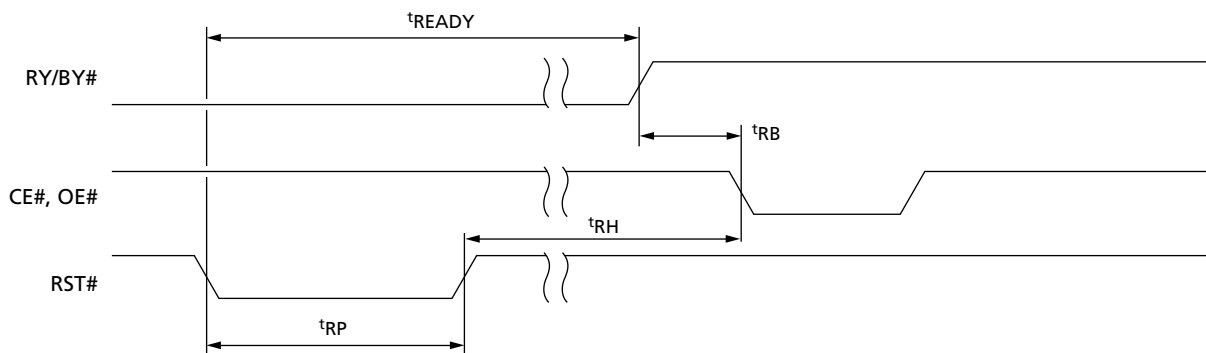 tREADY
RY/BY#
tRB
CE#, OE#
tRH
RST#
tRP